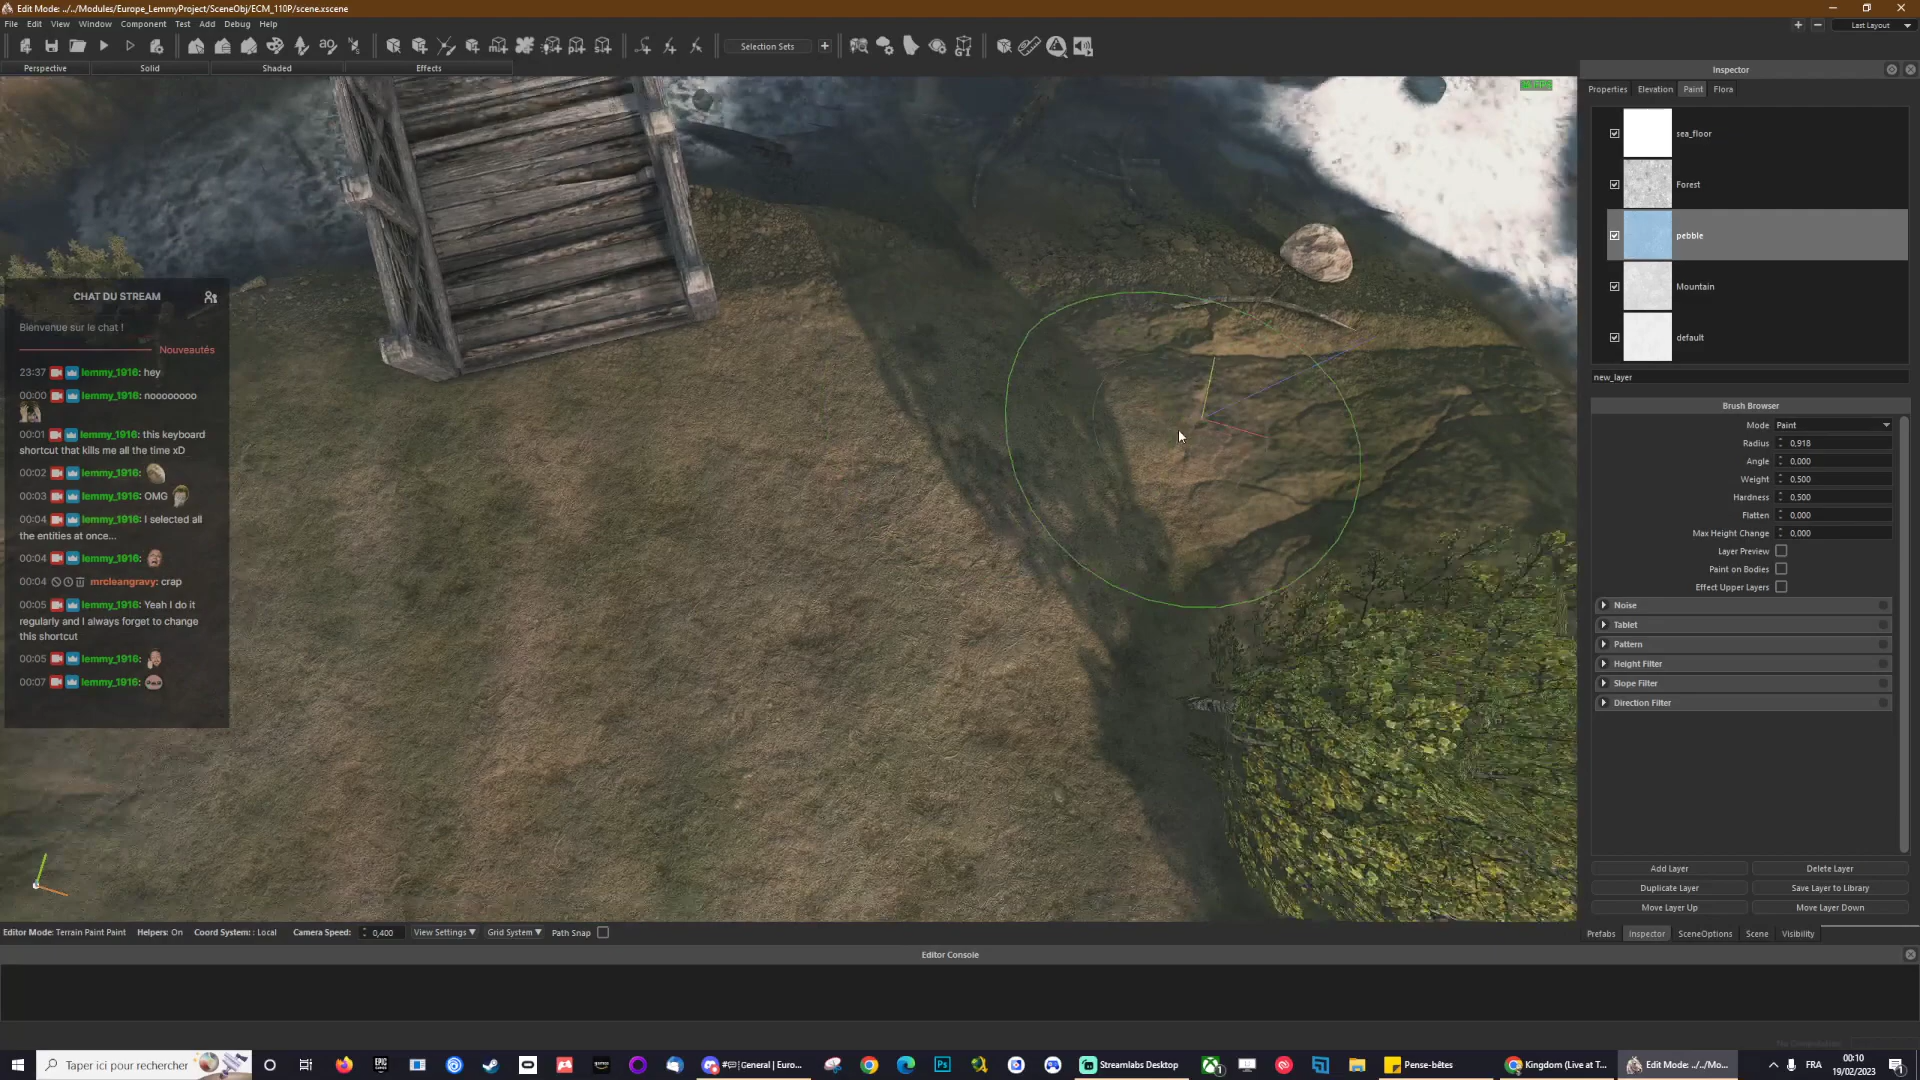 Edit Mode: ../../Modules/Europe_LemmyProject/SceneObj/ECM_110P/scene.xscene
File Edit View Window Component Test Add Debug Help
Last Layout
Selection Sets
Perspective Solid Shaded Effects
Inspector
Properties Elevation Paint Flora
sea_floor
Forest
pebble
Mountain
default
new_layer
Brush Browser
Mode Paint
Radius 0,918
Angle 0,000
Weight 0,500
Hardness 0,500
Flatten 0,000
Max Height Change 0,000
Layer Preview
Paint on Bodies
Effect Upper Layers
Noise
Tablet
Pattern
Height Filter
Slope Filter
Direction Filter
Add Layer Delete Layer
Duplicate Layer Save Layer to Library
Move Layer Up Move Layer Down
Prefabs Inspector SceneOptions Scene Visibility
CHAT DU STREAM
Bienvenue sur le chat !
Nouveautés
23:37 lemmy_1916: hey
00:00 lemmy_1916: noooooooo
00:01 lemmy_1916: this keyboard
shortcut that kills me all the time xD
00:02 lemmy_1916:
00:03 lemmy_1916: OMG
00:04 lemmy_1916: I selected all
the entities at once...
00:04 lemmy_1916:
00:04 mrcleangravy: crap
00:05 lemmy_1916: Yeah I do it
regularly and I always forget to change
this shortcut
00:05 lemmy_1916:
00:07 lemmy_1916:
Editor Mode: Terrain Paint Paint Helpers: On Coord System: : Local Camera Speed: 0,400 View Settings Grid System Path Snap
Editor Console
Taper ici pour rechercher
General | Euro...
Streamlabs Desktop
Pense-bêtes
Kingdom (Live at T...
Edit Mode: ../../Mo...
FRA
00:10
19/02/2023